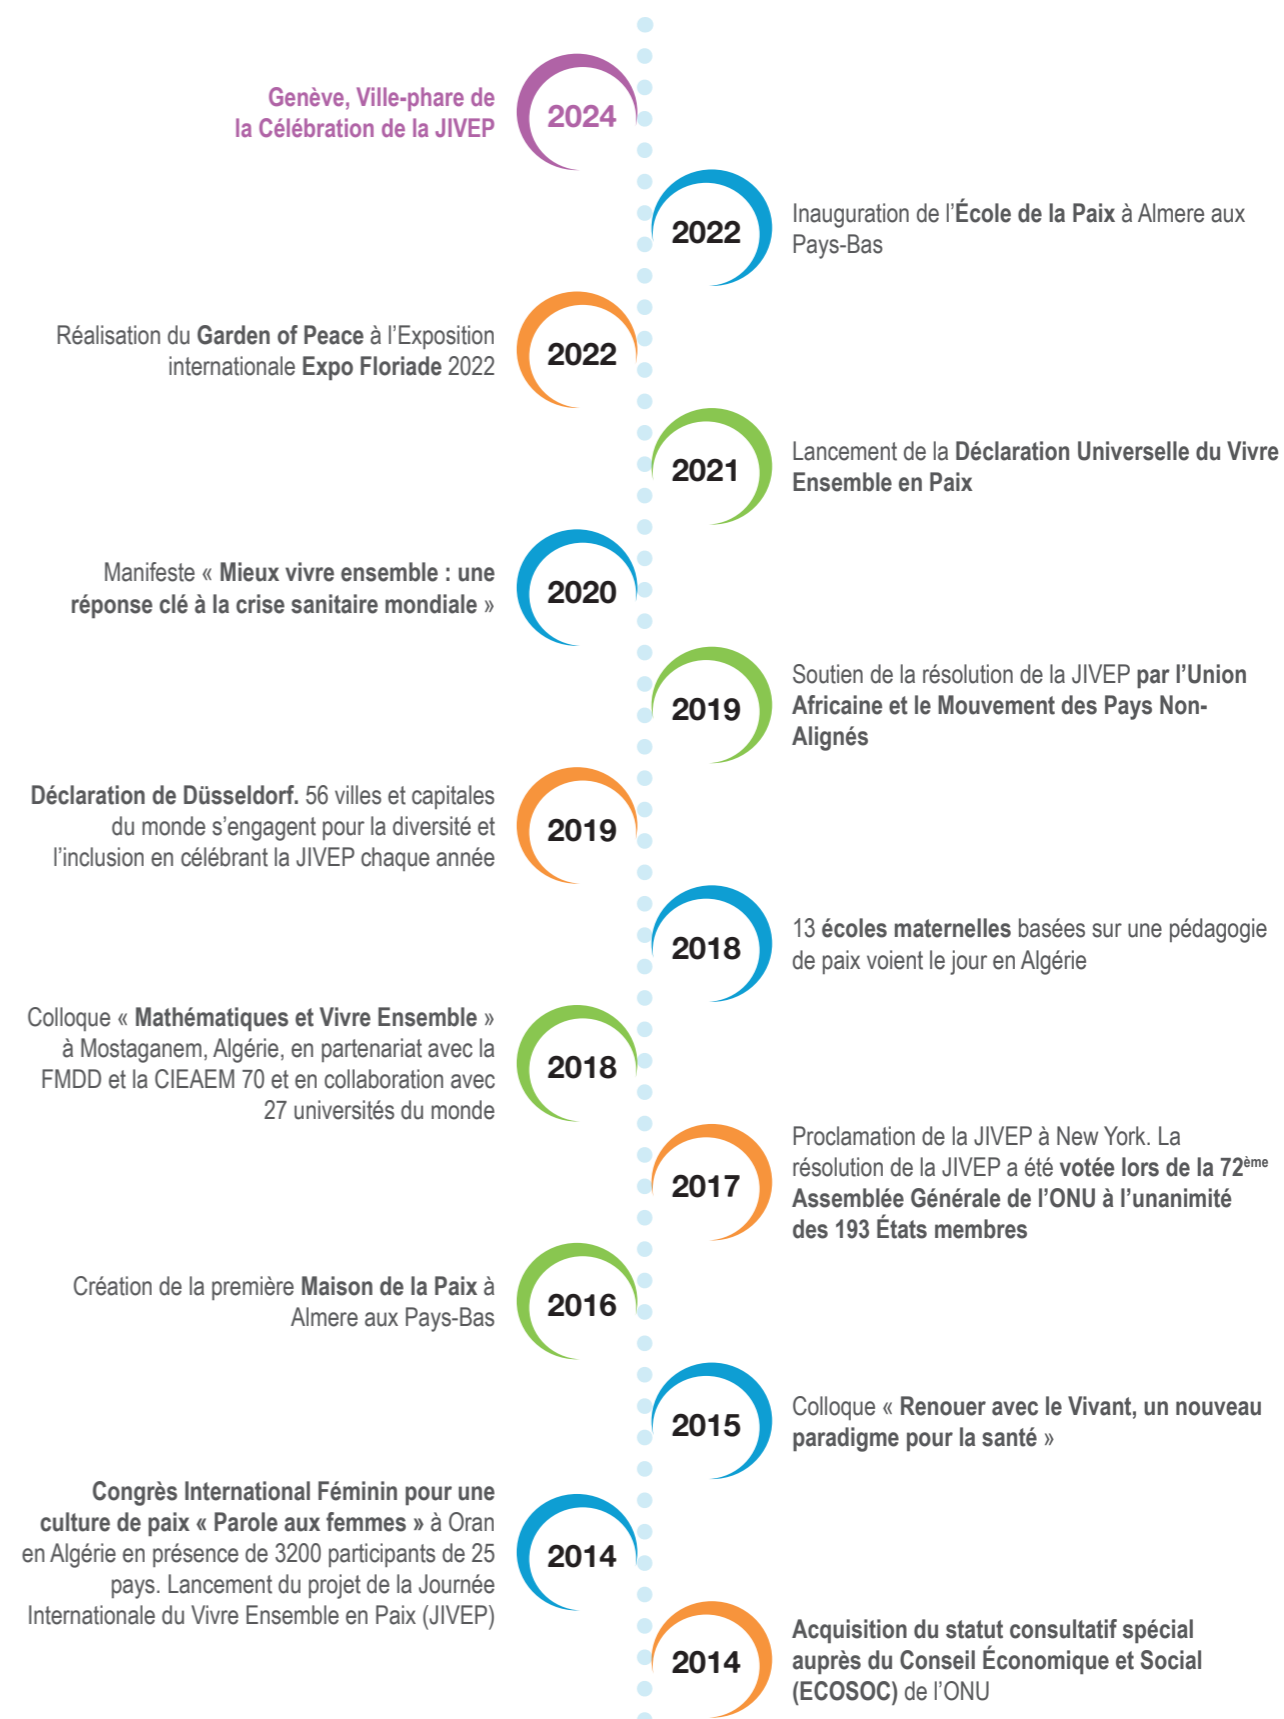 Genève, Ville-phare de
la Célébration de la JIVEP
2024
2022
Inauguration de l’École de la Paix à Almere aux
Pays-Bas
Réalisation du Garden of Peace à l’Exposition
internationale Expo Floriade 2022
2022
2021
Lancement de la Déclaration Universelle du Vivre
Ensemble en Paix
Manifeste « Mieux vivre ensemble : une
réponse clé à la crise sanitaire mondiale »
2020
2019
Soutien de la résolution de la JIVEP par l’Union
Africaine et le Mouvement des Pays Non-
Alignés
Déclaration de Düsseldorf. 56 villes et capitales
du monde s’engagent pour la diversité et
l’inclusion en célébrant la JIVEP chaque année
2019
2018
13 écoles maternelles basées sur une pédagogie
de paix voient le jour en Algérie
Colloque « Mathématiques et Vivre Ensemble »
à Mostaganem, Algérie, en partenariat avec la
FMDD et la CIEAEM 70 et en collaboration avec
27 universités du monde
2018
2017
Proclamation de la JIVEP à New York. La
résolution de la JIVEP a été votée lors de la 72ème
Assemblée Générale de l’ONU à l’unanimité
des 193 États membres
Création de la première Maison de la Paix à
Almere aux Pays-Bas
2016
2015
Colloque « Renouer avec le Vivant, un nouveau
paradigme pour la santé »
Congrès International Féminin pour une
culture de paix « Parole aux femmes » à Oran
en Algérie en présence de 3200 participants de 25
pays. Lancement du projet de la Journée
Internationale du Vivre Ensemble en Paix (JIVEP)
2014
2014
Acquisition du statut consultatif spécial
auprès du Conseil Économique et Social
(ECOSOC) de l’ONU